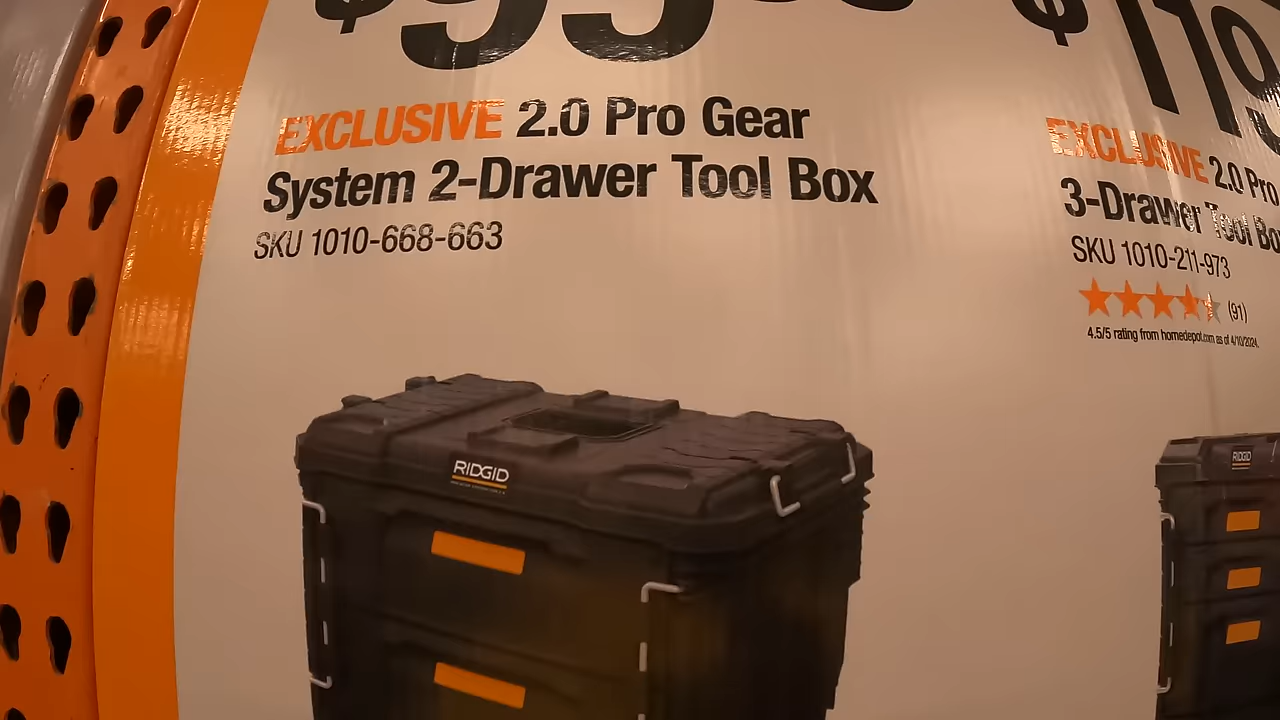 EXCLUSIVE 2.0 Pro Gear
System 2-Drawer Tool Box
SKU 1010-668-663
RIDGID
$119
EXCLUSIVE 2.0 Pro
3-Drawer Tool Box
SKU 1010-211-973
(91)
4.5/5 rating from homedepot.com as of 4/10/2024.
RIDGID